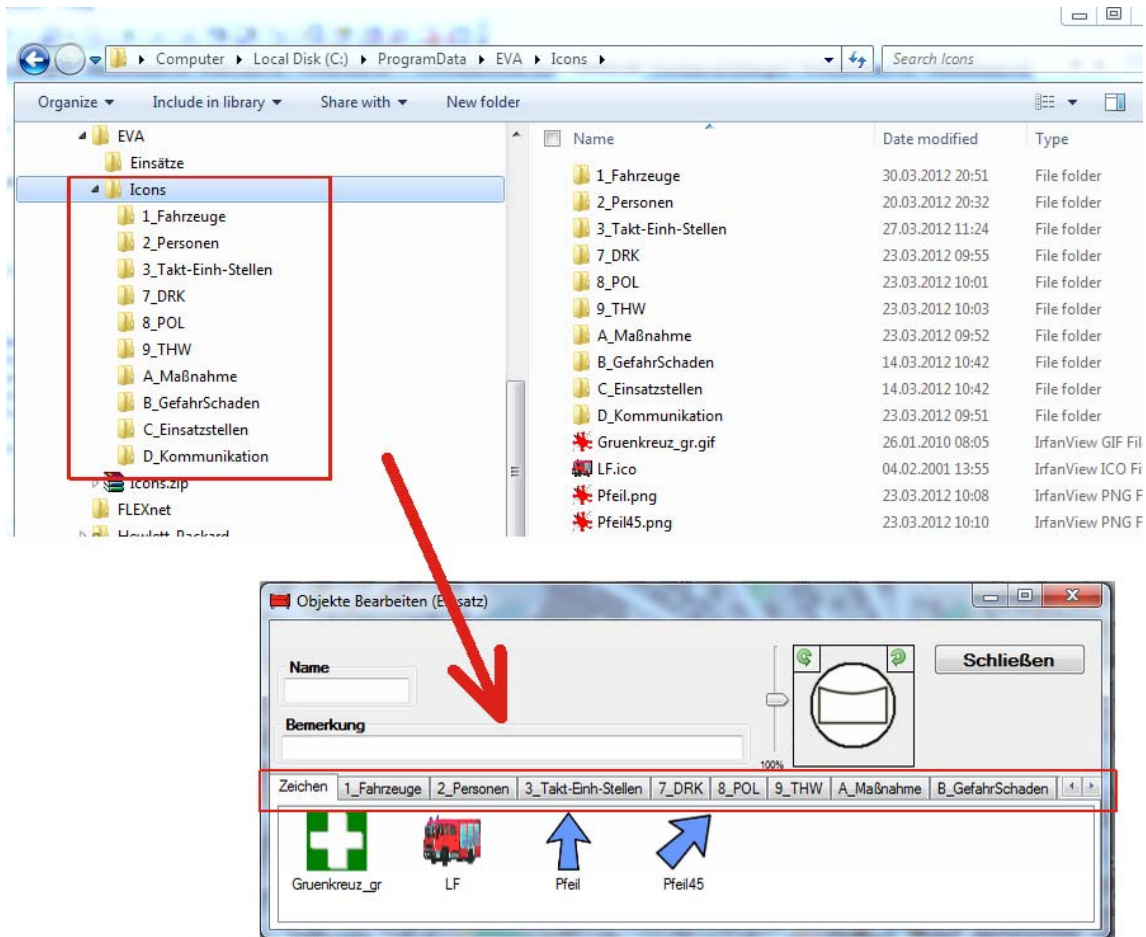 Computer ▸ Local Disk (C:) ▸ ProgramData ▸ EVA ▸ Icons ▸
Search Icons
Organize Include in library Share with New folder
EVA
Einsätze
Icons
1_Fahrzeuge
2_Personen
3_Takt-Einh-Stellen
7_DRK
8_POL
9_THW
A_Maßnahme
B_GefahrSchaden
C_Einsatzstellen
D_Kommunikation
Icons.zip
FLEXnet
Hewlett-Packard
Name Date modified Type
1_Fahrzeuge 30.03.2012 20:51 File folder
2_Personen 20.03.2012 20:32 File folder
3_Takt-Einh-Stellen 27.03.2012 11:24 File folder
7_DRK 23.03.2012 09:55 File folder
8_POL 23.03.2012 10:01 File folder
9_THW 23.03.2012 10:03 File folder
A_Maßnahme 23.03.2012 09:52 File folder
B_GefahrSchaden 14.03.2012 10:42 File folder
C_Einsatzstellen 14.03.2012 10:42 File folder
D_Kommunikation 23.03.2012 09:51 File folder
Gruenkreuz_gr.gif 26.01.2010 08:05 IrfanView GIF Fil
LF.ico 04.02.2001 13:55 IrfanView ICO Fi
Pfeil.png 23.03.2012 10:08 IrfanView PNG F
Pfeil45.png 23.03.2012 10:10 IrfanView PNG F
Objekte Bearbeiten (Einsatz)
Name
Schließen
Bemerkung
100%
Zeichen 1_Fahrzeuge 2_Personen 3_Takt-Einh-Stellen 7_DRK 8_POL 9_THW A_Maßnahme B_GefahrSchaden
Gruenkreuz_gr LF Pfeil Pfeil45